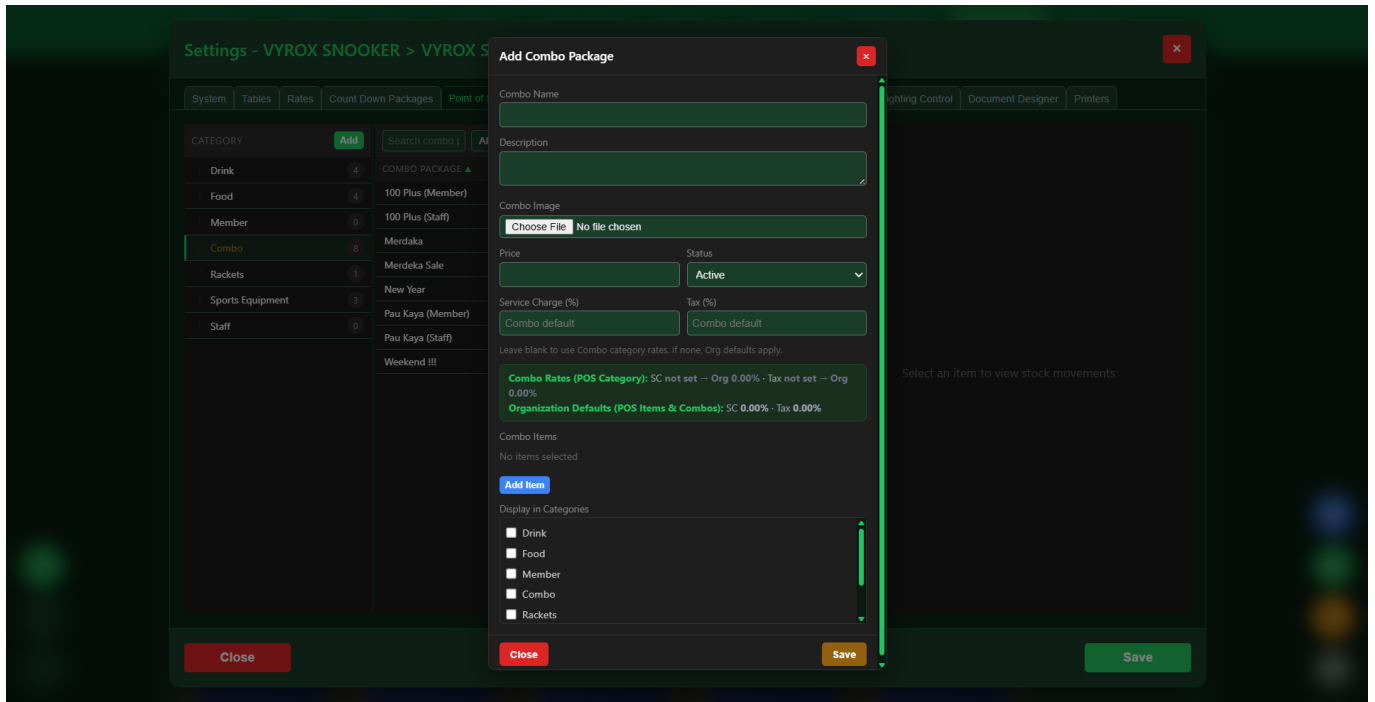 Settings - VYROX SNOOKER > VYROX S
×
System
Tables
Rates
Count Down Packages
Point of
ghting Control
Document Designer
Printers
CATEGORY
Add
Drink
4
Food
4
Member
0
Combo
8
Rackets
1
Sports Equipment
3
Staff
0
Search combo p
Al
COMBO PACKAGE ▲
100 Plus (Member)
100 Plus (Staff)
Merdaka
Merdeka Sale
New Year
Pau Kaya (Member)
Pau Kaya (Staff)
Weekend !!!
Select an item to view stock movements
Close
Save
Add Combo Package
×
Combo Name
Description
Combo Image
Choose File No file chosen
Price
Status
Active
Service Charge (%)
Tax (%)
Combo default
Combo default
Leave blank to use Combo category rates. If none, Org defaults apply.
Combo Rates (POS Category): SC not set → Org 0.00% · Tax not set → Org
0.00%
Organization Defaults (POS Items & Combos): SC 0.00% · Tax 0.00%
Combo Items
No items selected
Add Item
Display in Categories
Drink
Food
Member
Combo
Rackets
Close
Save